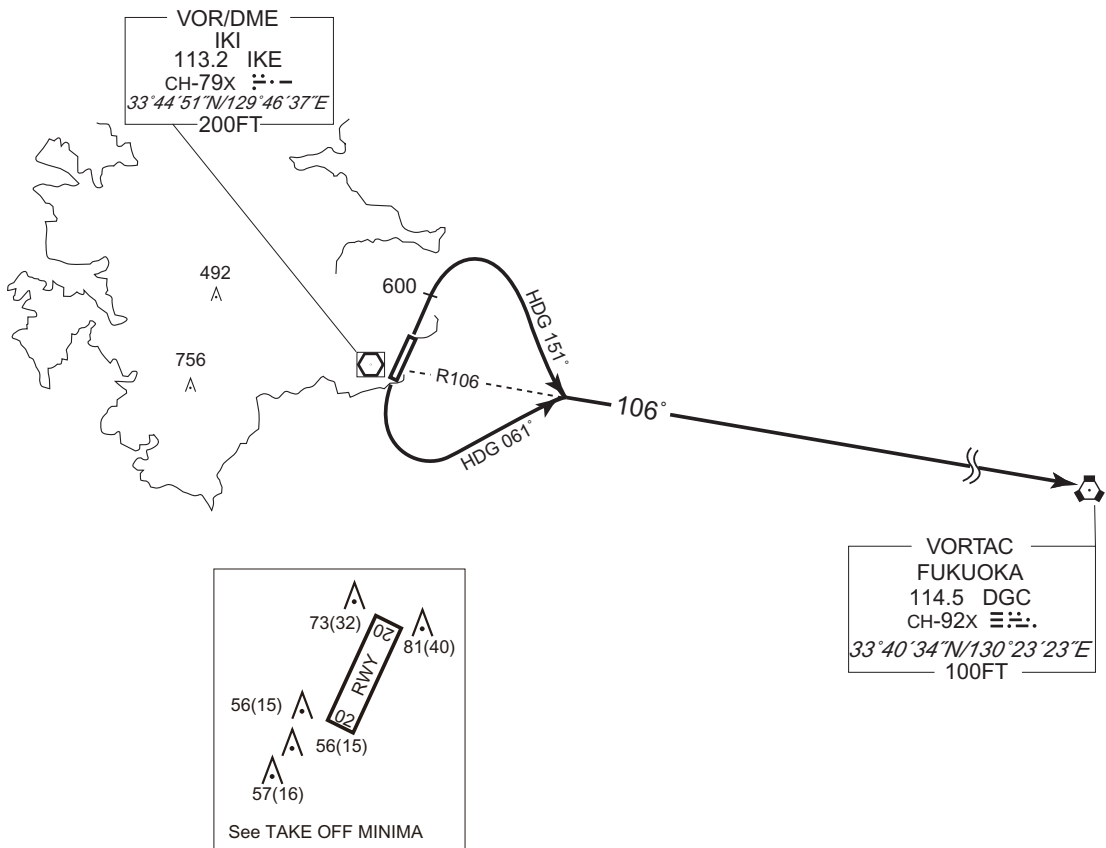 VOR/DME
IKI
113.2 IKE
CH-79X
33°44´51˝N/129°46´37˝E
200FT
492
600
HDG 151°
756
R106
106°
HDG 061°
VORTAC
FUKUOKA
114.5 DGC
CH-92X
33°40´34˝N/130°23´23˝E
100FT
73(32)
20
81(40)
RWY
56(15)
02
56(15)
57(16)
See TAKE OFF MINIMA